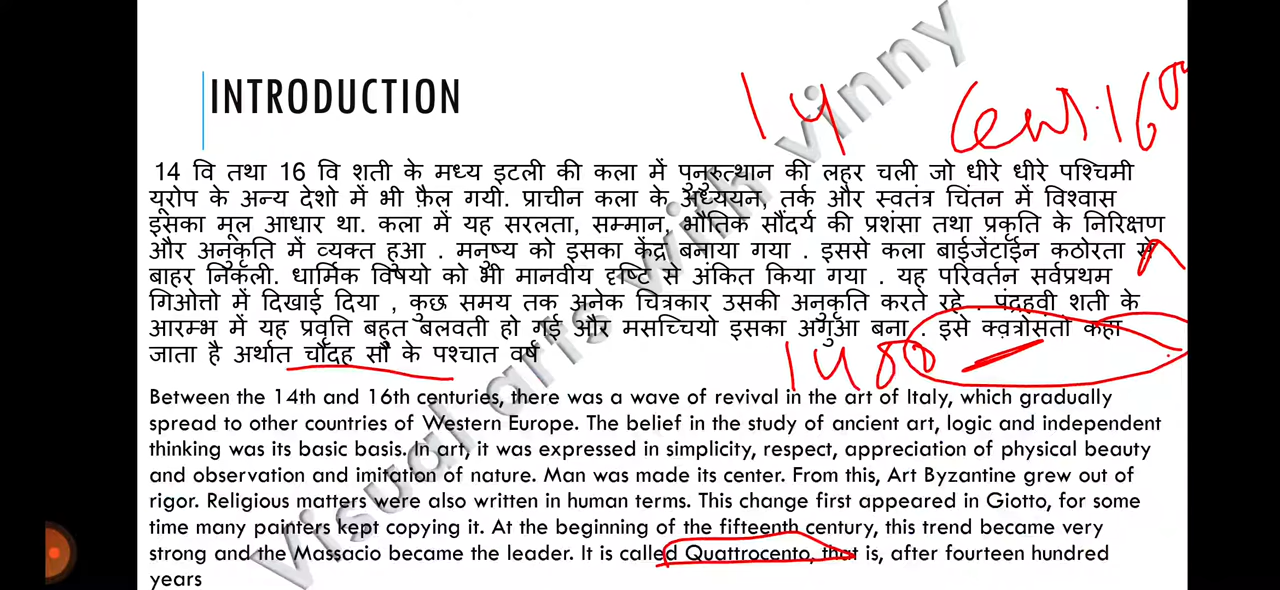 INTRODUCTION
14 Cent. 16
14 वि तथा 16 वि शती के मध्य इटली की कला में पुनुरुत्थान की लहर चली जो धीरे धीरे पश्चिमी
यूरोप के अन्य देशो में भी फ़ैल गयी. प्राचीन कला के अध्ययन, तर्क और स्वतंत्र चिंतन में विश्वास
इसका मूल आधार था. कला में यह सरलता, सम्मान, भौतिक सौंदर्य की प्रशंसा तथा प्रकृति के निरिक्षण
और अनुकृति में व्यक्त हुआ . मनुष्य को इसका केंद्र बनाया गया . इससे कला बाईजेंटाईन कठोरता से
बाहर निकली. धार्मिक विषयो को भी मानवीय दृष्टि से अंकित किया गया . यह परिवर्तन सर्वप्रथम
गिओत्तो में दिखाई दिया , कुछ समय तक अनेक चित्रकार उसकी अनुकृति करते रहे . पंद्रहवी शती के
आरम्भ में यह प्रवृत्ति बहुत बलवती हो गई और मसच्चियो इसका अगुआ बना . इसे क्वत्रोसतो कहा
जाता है अर्थात चौदह सौ के पश्चात वर्ष
1400
Between the 14th and 16th centuries, there was a wave of revival in the art of Italy, which gradually
spread to other countries of Western Europe. The belief in the study of ancient art, logic and independent
thinking was its basic basis. In art, it was expressed in simplicity, respect, appreciation of physical beauty
and observation and imitation of nature. Man was made its center. From this, Art Byzantine grew out of
rigor. Religious matters were also written in human terms. This change first appeared in Giotto, for some
time many painters kept copying it. At the beginning of the fifteenth century, this trend became very
strong and the Massacio became the leader. It is called Quattrocento, that is, after fourteen hundred
years
Visual arts with vinny